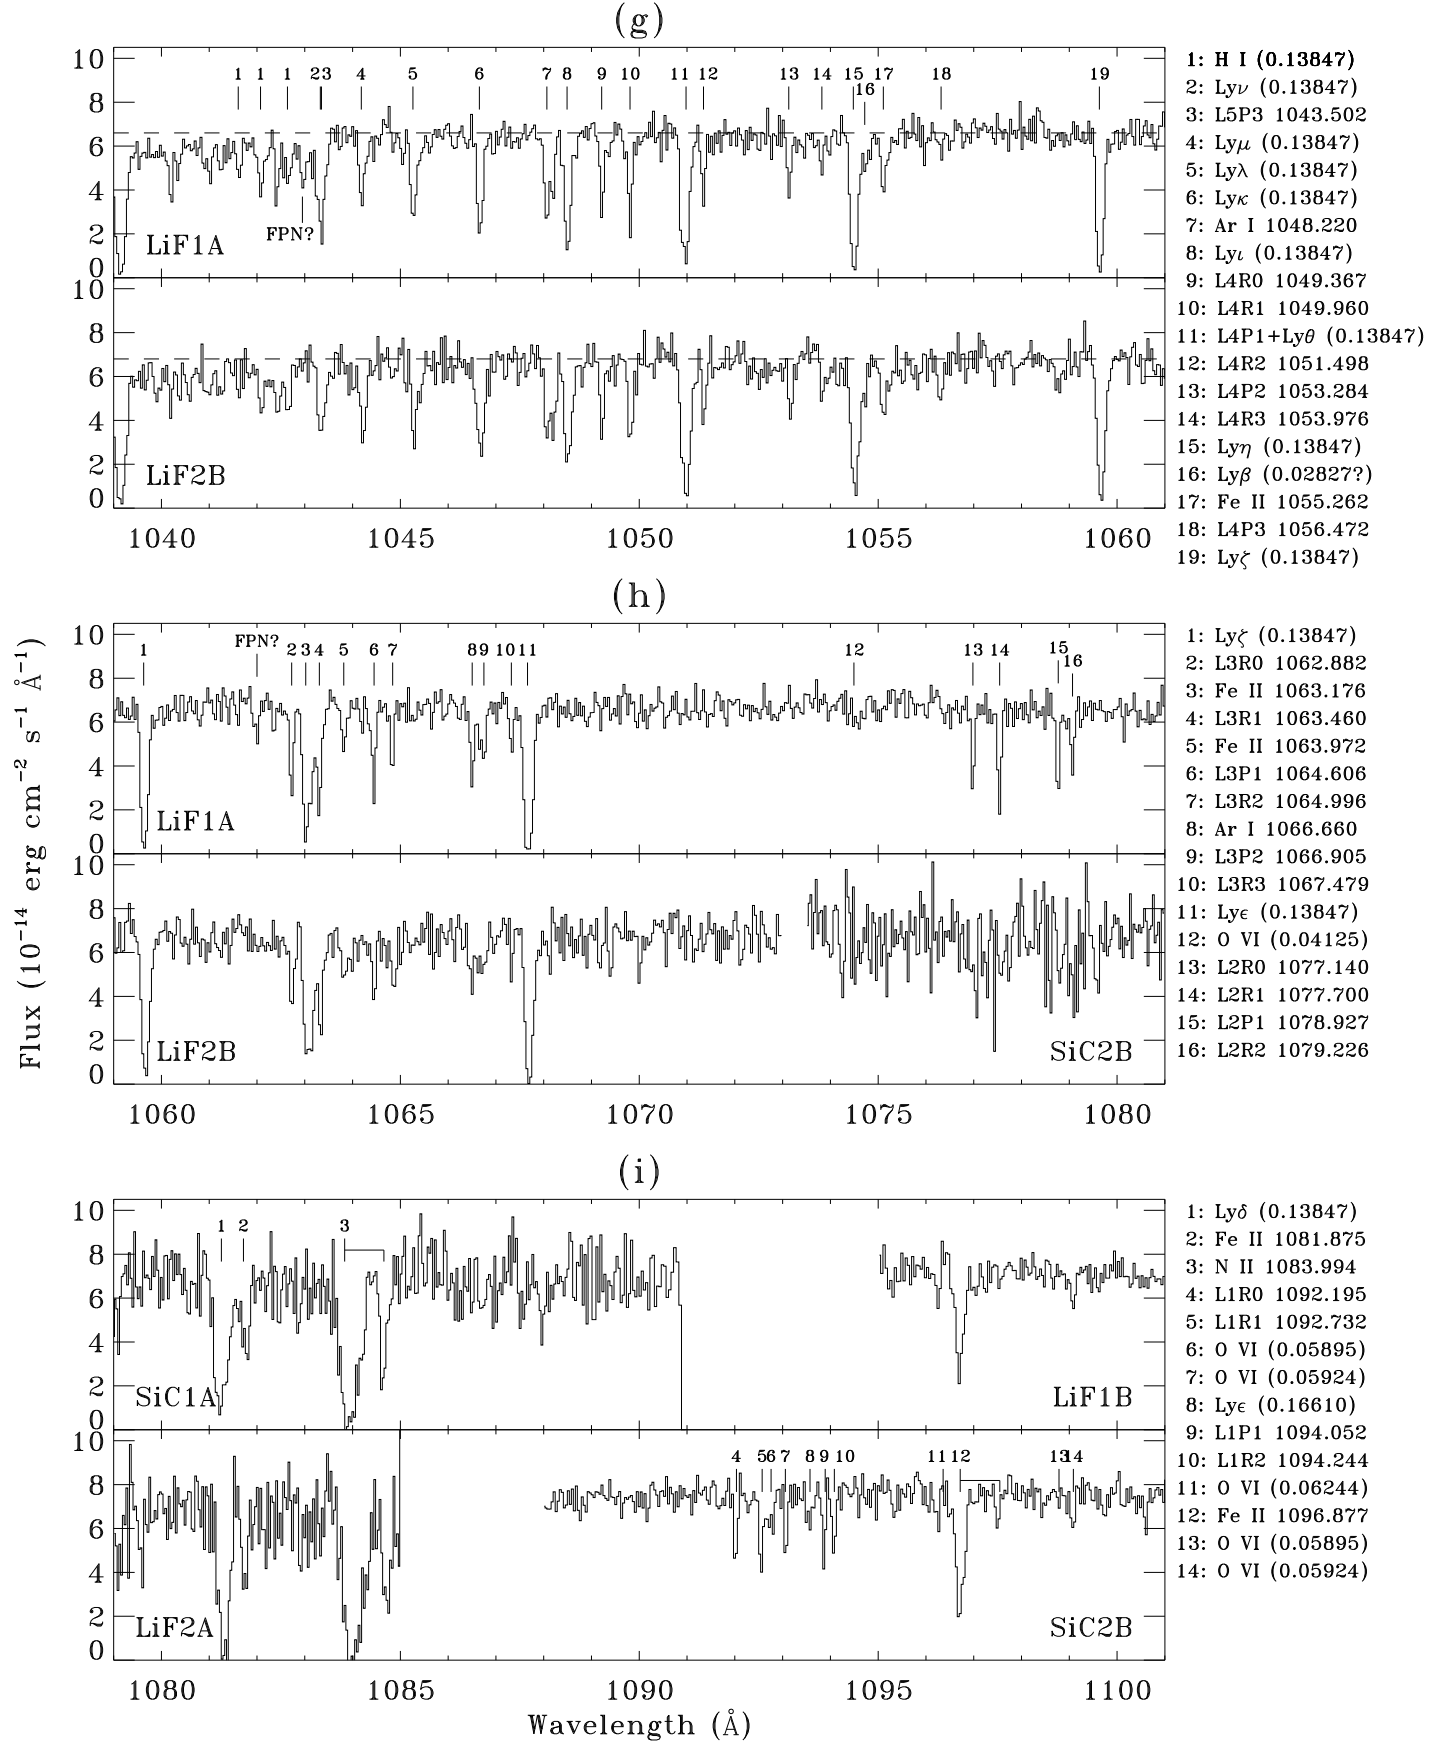 (g)
10
8
6
4
2
0
1 1 1 23 4 5 6 7 8 9 10 11 12 13 14 15 16 17 18 19
FPN?
LiF1A
10
8
6
4
2
0
LiF2B
1040 1045 1050 1055 1060
1: H I (0.13847)
2: Lyν (0.13847)
3: L5P3 1043.502
4: Lyμ (0.13847)
5: Lyλ (0.13847)
6: Lyκ (0.13847)
7: Ar I 1048.220
8: Lyι (0.13847)
9: L4R0 1049.367
10: L4R1 1049.960
11: L4P1+Lyθ (0.13847)
12: L4R2 1051.498
13: L4P2 1053.284
14: L4R3 1053.976
15: Lyη (0.13847)
16: Lyβ (0.02827?)
17: Fe II 1055.262
18: L4P3 1056.472
19: Lyζ (0.13847)
(h)
Flux (10⁻¹⁴ erg cm⁻² s⁻¹ Å⁻¹)
10
8
6
4
2
0
1 FPN? 2 3 4 5 6 7 8 9 10 11 12 13 14 15 16
LiF1A
10
8
6
4
2
0
LiF2B
SiC2B
1060 1065 1070 1075 1080
1: Lyζ (0.13847)
2: L3R0 1062.882
3: Fe II 1063.176
4: L3R1 1063.460
5: Fe II 1063.972
6: L3P1 1064.606
7: L3R2 1064.996
8: Ar I 1066.660
9: L3P2 1066.905
10: L3R3 1067.479
11: Lyϵ (0.13847)
12: O VI (0.04125)
13: L2R0 1077.140
14: L2R1 1077.700
15: L2P1 1078.927
16: L2R2 1079.226
(i)
10
8
6
4
2
0
1 2 3
SiC1A
LiF1B
10
8
6
4
2
0
4 56 7 8 9 10 11 12 13 14
LiF2A
SiC2B
1080 1085 1090 1095 1100
Wavelength (Å)
1: Lyδ (0.13847)
2: Fe II 1081.875
3: N II 1083.994
4: L1R0 1092.195
5: L1R1 1092.732
6: O VI (0.05895)
7: O VI (0.05924)
8: Lyϵ (0.16610)
9: L1P1 1094.052
10: L1R2 1094.244
11: O VI (0.06244)
12: Fe II 1096.877
13: O VI (0.05895)
14: O VI (0.05924)